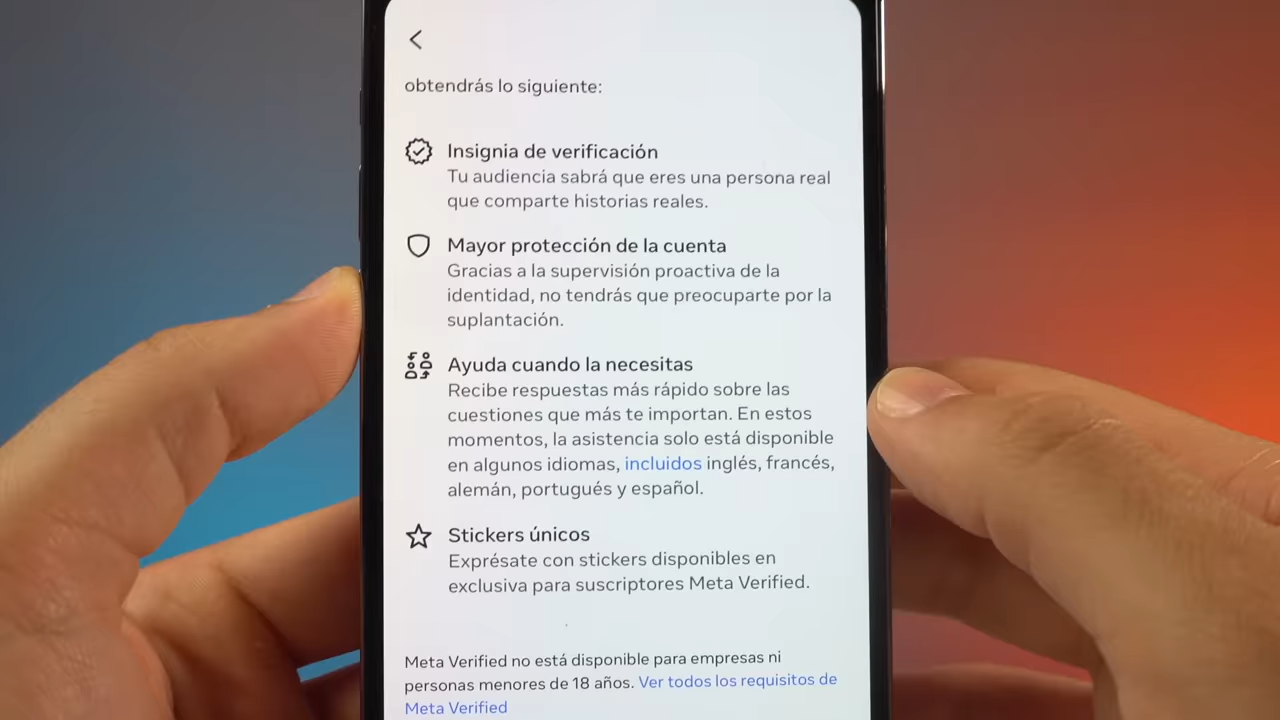 obtendrás lo siguiente:
Insignia de verificación
Tu audiencia sabrá que eres una persona real
que comparte historias reales.
Mayor protección de la cuenta
Gracias a la supervisión proactiva de la
identidad, no tendrás que preocuparte por la
suplantación.
Ayuda cuando la necesitas
Recibe respuestas más rápido sobre las
cuestiones que más te importan. En estos
momentos, la asistencia solo está disponible
en algunos idiomas, incluidos inglés, francés,
alemán, portugués y español.
Stickers únicos
Exprésate con stickers disponibles en
exclusiva para suscriptores Meta Verified.
Meta Verified no está disponible para empresas ni
personas menores de 18 años. Ver todos los requisitos de
Meta Verified